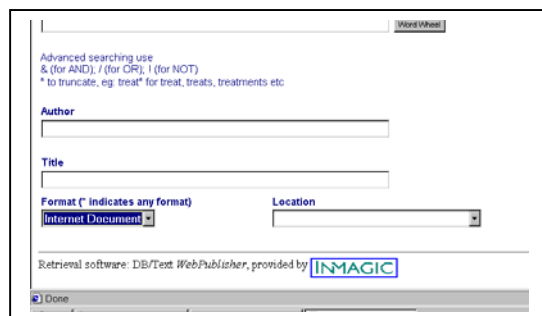 Word Wheel
Advanced searching use
& (for AND); / (for OR); ! (for NOT)
* to truncate, eg: treat* for treat, treats, treatments etc
Author
Title
Format (* indicates any format) Location
Internet Document
Retrieval software: DB/Text WebPublisher, provided by INMAGIC
Done